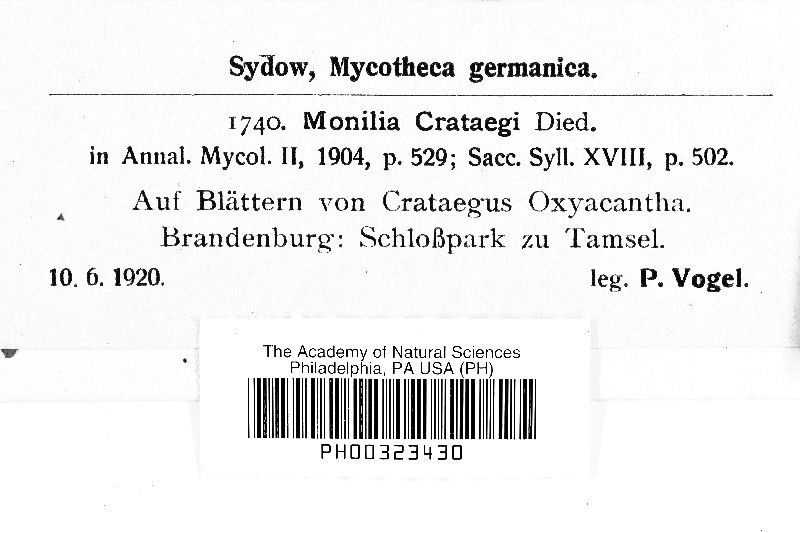 Sydow, Mycotheca germanica.
1740. Monilia Crataegi Died.
in Annal. Mycol. II, 1904, p. 529; Sacc. Syll. XVIII, p. 502.
Auf Blättern von Crataegus Oxyacantha.
Brandenburg: Schloßpark zu Tamsel.
10. 6. 1920. leg. P. Vogel.
The Academy of Natural Sciences
Philadelphia, PA USA (PH)
PH00323430